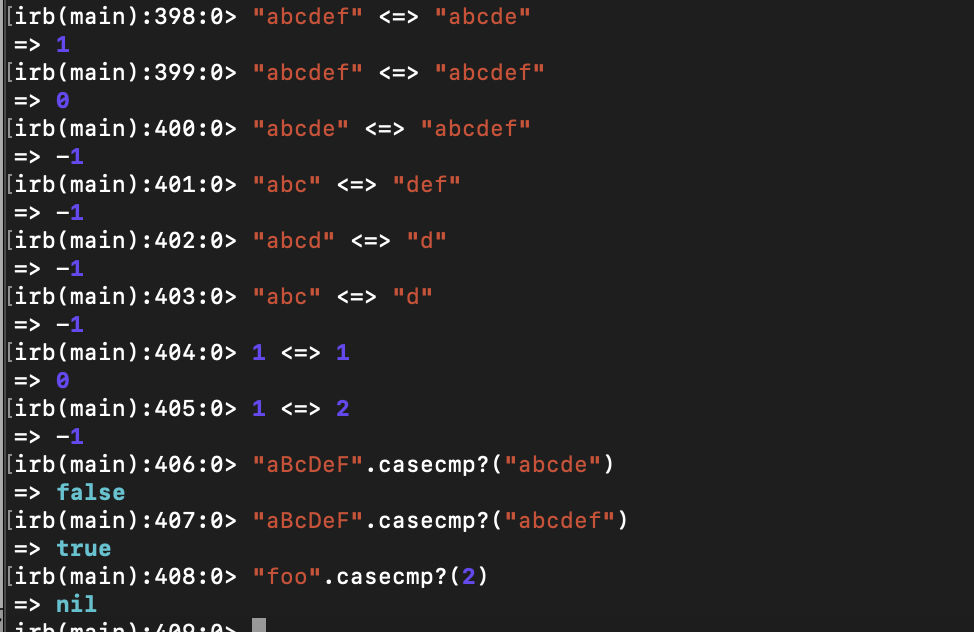 [irb(main):398:0> "abcdef" <=> "abcde"
=> 1
[irb(main):399:0> "abcdef" <=> "abcdef"
=> 0
[irb(main):400:0> "abcde" <=> "abcdef"
=> -1
[irb(main):401:0> "abc" <=> "def"
=> -1
[irb(main):402:0> "abcd" <=> "d"
=> -1
[irb(main):403:0> "abc" <=> "d"
=> -1
[irb(main):404:0> 1 <=> 1
=> 0
[irb(main):405:0> 1 <=> 2
=> -1
[irb(main):406:0> "aBcDeF".casecmp?("abcde")
=> false
[irb(main):407:0> "aBcDeF".casecmp?("abcdef")
=> true
[irb(main):408:0> "foo".casecmp?(2)
=> nil
irb(main):409:0>